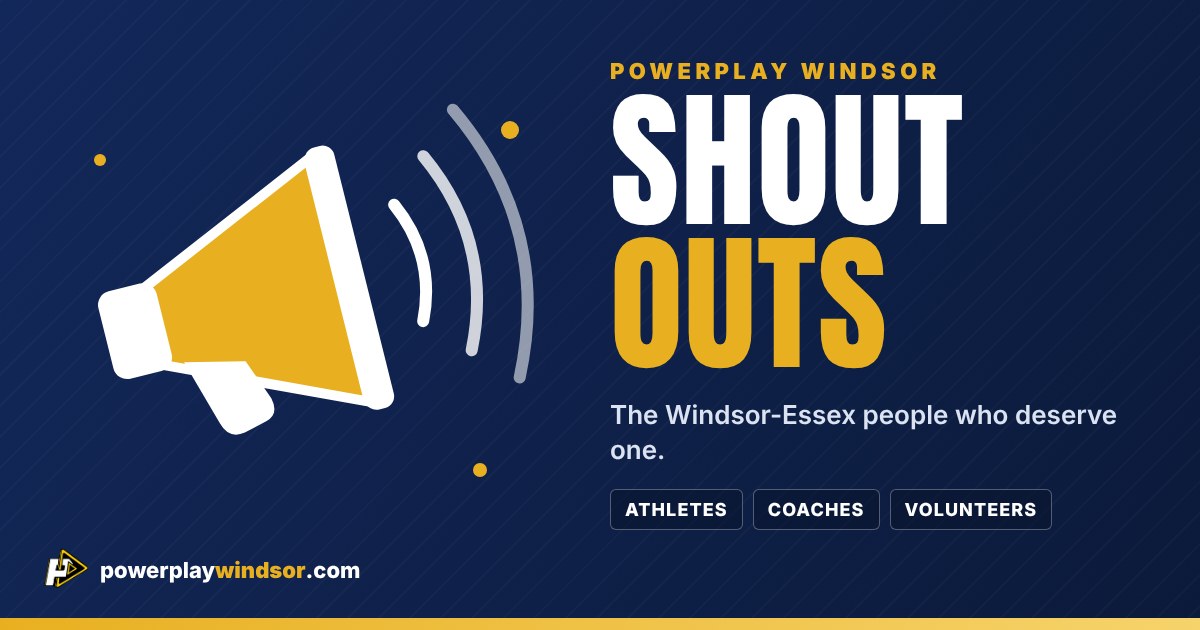 POWERPLAY WINDSOR
SHOUT
OUTS
The Windsor-Essex people who deserve
one.
ATHLETES COACHES VOLUNTEERS
powerplaywindsor.com